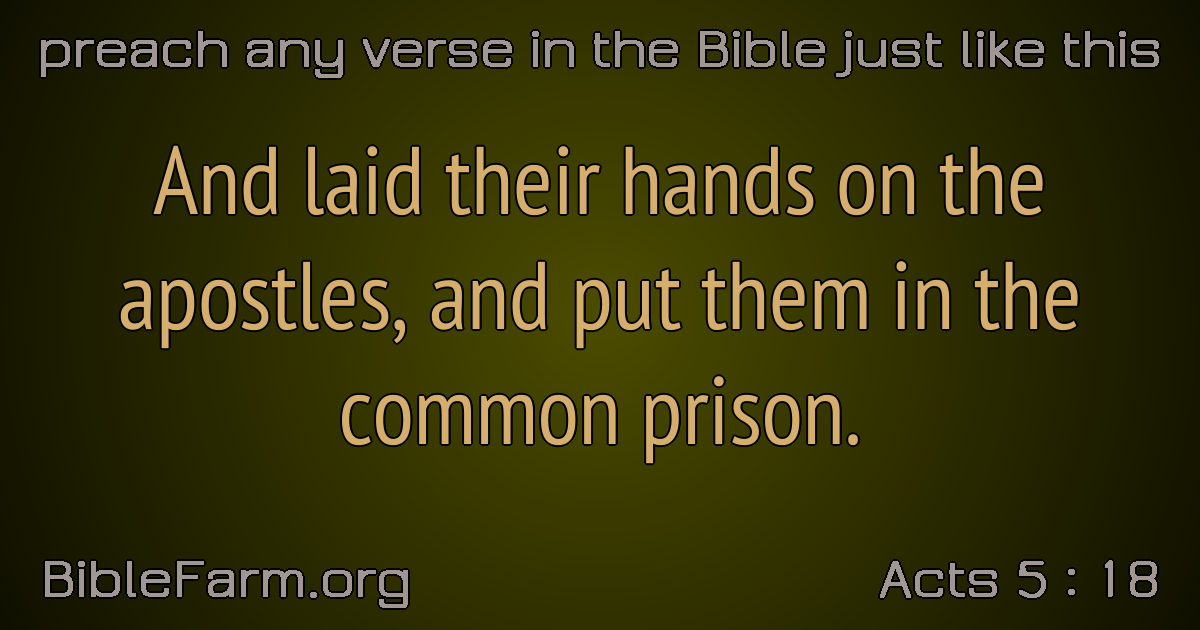 preach any verse in the Bible just like this
And laid their hands on the
apostles, and put them in the
common prison.
BibleFarm.org
Acts 5 : 18